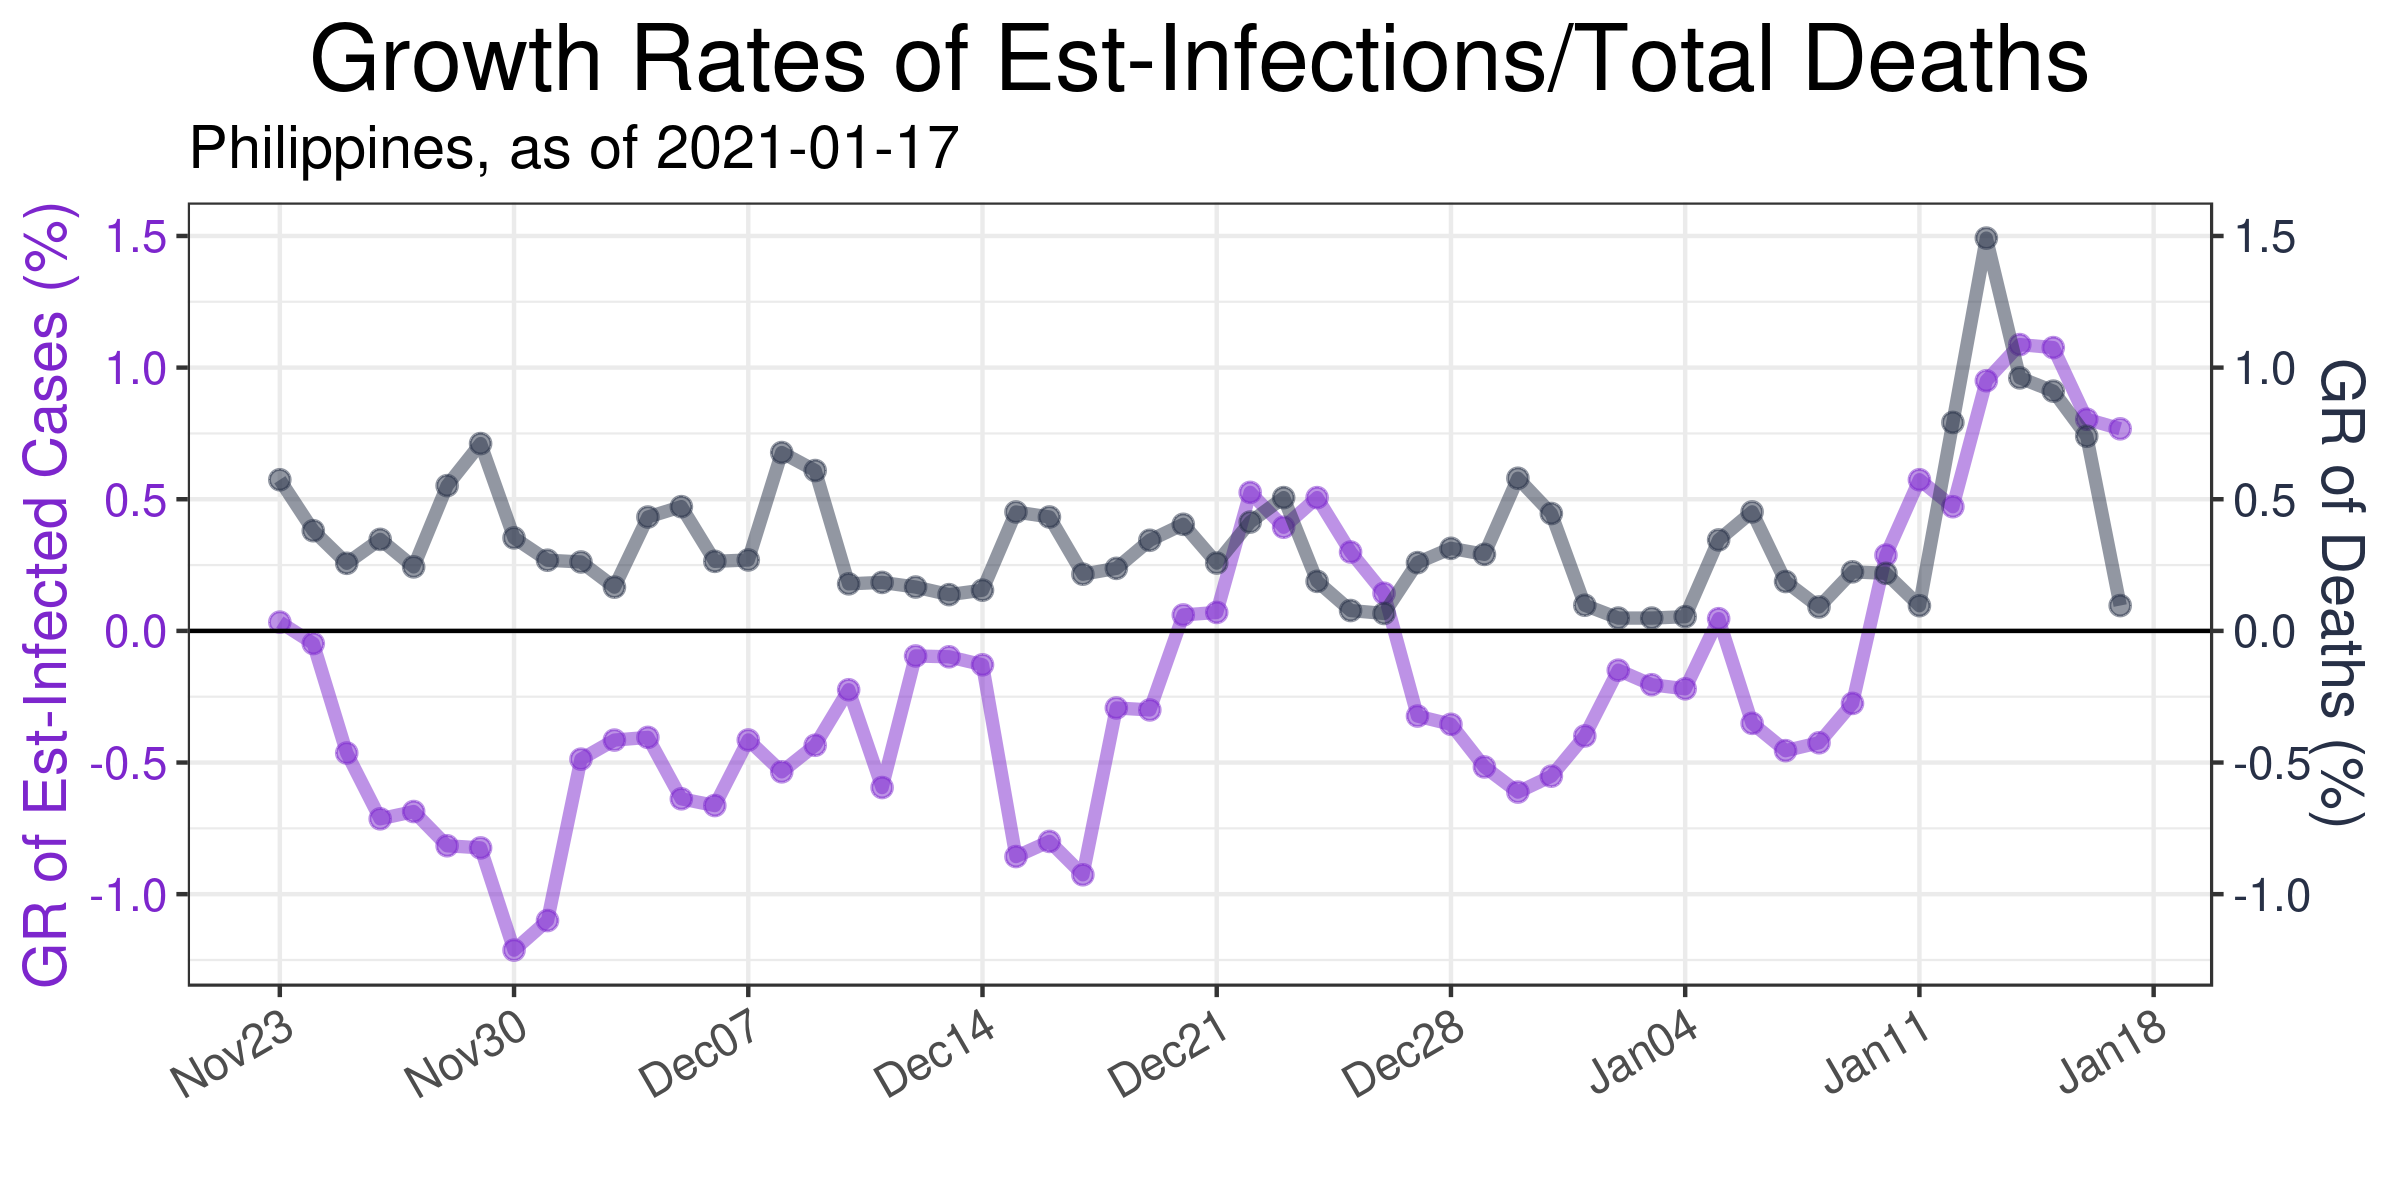 Growth Rates of Est-Infections/Total Deaths
Philippines, as of 2021-01-17
GR of Est-Infected Cases (%)
1.5
1.0
0.5
0.0
-0.5
-1.0
1.5
1.0
0.5
0.0
-0.5
-1.0
GR of Deaths (%)
Nov23
Nov30
Dec07
Dec14
Dec21
Dec28
Jan04
Jan11
Jan18